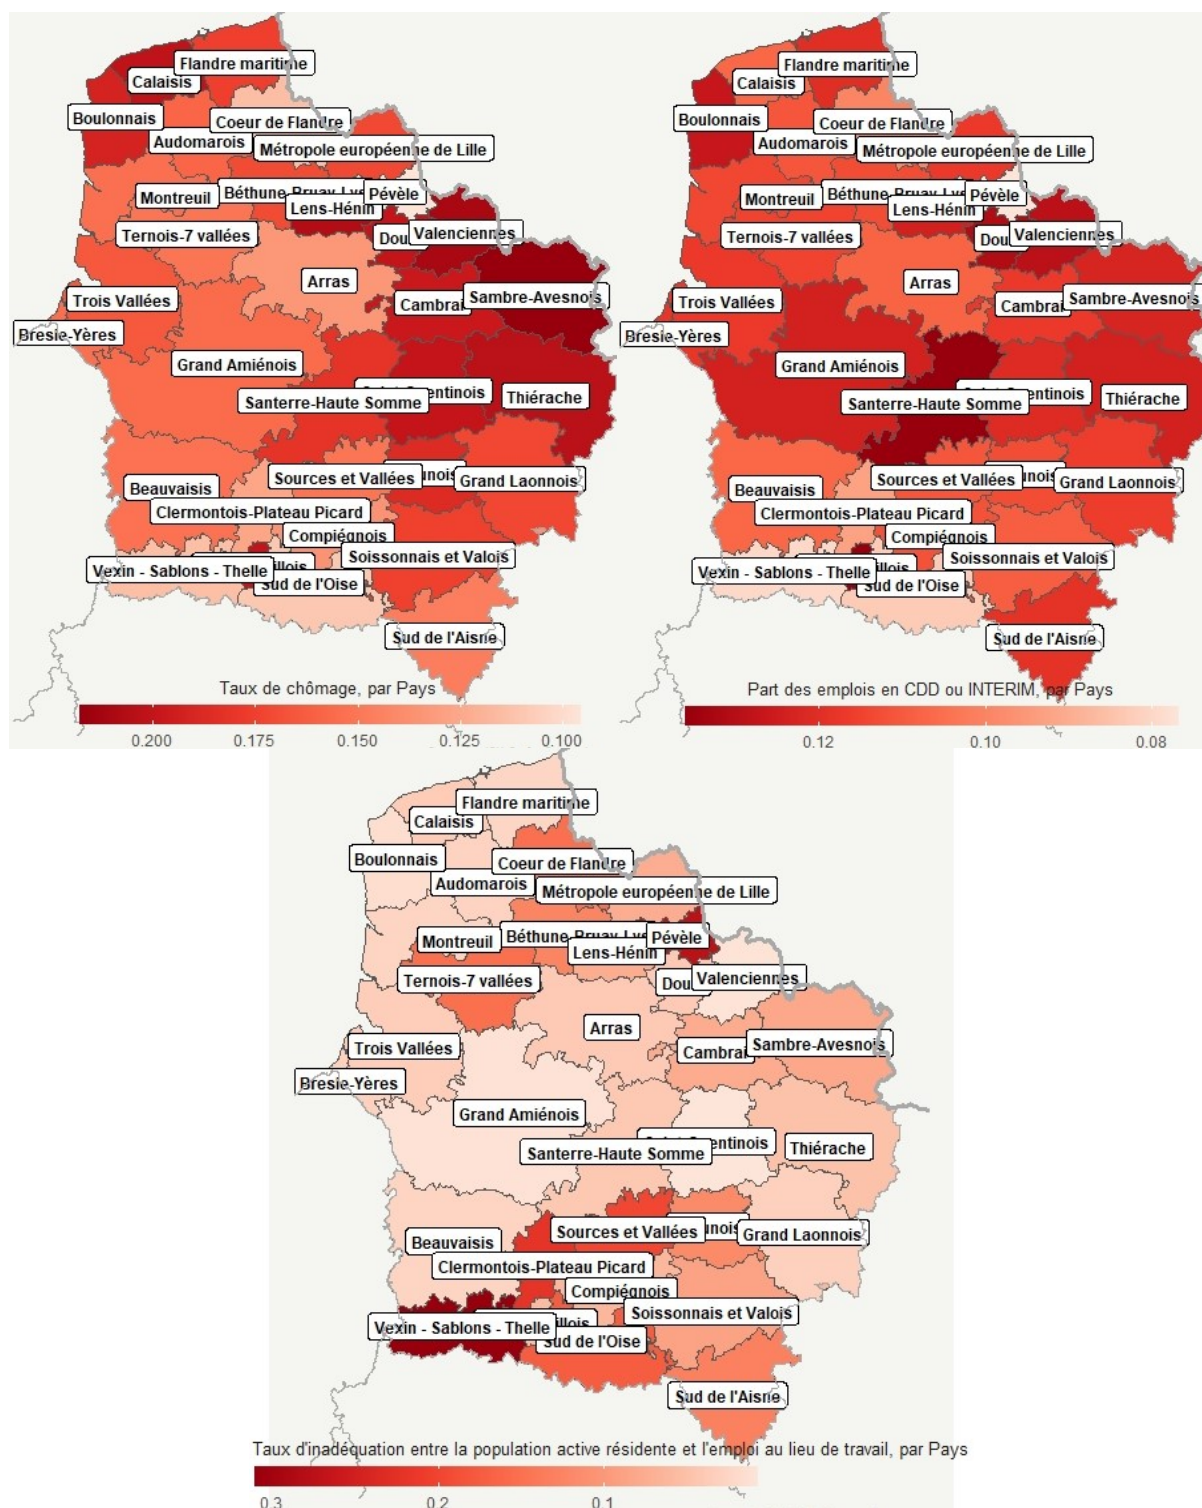 Flandre maritime
Calaisis
Boulonnais
Coeur de Flandre
Audomarois
Métropole européenne de Lille
Montreuil
Béthune-Bruay
Pévèle
Lens-Hénin
Ternois-7 vallées
Valenciennes
Arras
Sambre-Avesnois
Trois Vallées
Cambrai
Bresle-Yères
Grand Amiénois
Thiérache
Santerre-Haute Somme
Sources et Vallées
Grand Laonnois
Beauvaisis
Clermontois-Plateau Picard
Compiégnois
Soissonnais et Valois
Vexin - Sablons - Thelle
Sud de l'Oise
Sud de l'Aisne
Taux de chômage, par Pays
0.200 0.175 0.150 0.125 0.100
Flandre maritime
Calaisis
Boulonnais
Coeur de Flandre
Audomarois
Métropole européenne de Lille
Montreuil
Béthune-Bruay
Pévèle
Lens-Hénin
Ternois-7 vallées
Valenciennes
Arras
Sambre-Avesnois
Trois Vallées
Cambrai
Bresle-Yères
Grand Amiénois
Thiérache
Santerre-Haute Somme
Sources et Vallées
Grand Laonnois
Beauvaisis
Clermontois-Plateau Picard
Compiégnois
Soissonnais et Valois
Vexin - Sablons - Thelle
Sud de l'Oise
Sud de l'Aisne
Part des emplois en CDD ou INTERIM, par Pays
0.12 0.10 0.08
Flandre maritime
Calaisis
Boulonnais
Coeur de Flandre
Audomarois
Métropole européenne de Lille
Montreuil
Béthune-Bruay
Pévèle
Lens-Hénin
Ternois-7 vallées
Valenciennes
Arras
Sambre-Avesnois
Trois Vallées
Cambrai
Bresle-Yères
Grand Amiénois
Thiérache
Santerre-Haute Somme
Sources et Vallées
Grand Laonnois
Beauvaisis
Clermontois-Plateau Picard
Compiégnois
Soissonnais et Valois
Vexin - Sablons - Thelle
Sud de l'Oise
Sud de l'Aisne
Taux d'inadéquation entre la population active résidente et l'emploi au lieu de travail, par Pays
0.3 0.2 0.1